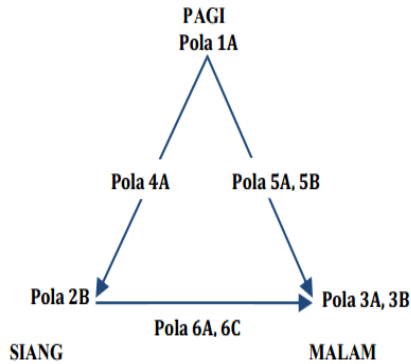 PAGI
Pola 1A
Pola 4A
Pola 5A, 5B
Pola 2B
Pola 3A, 3B
Pola 6A, 6C
SIANG
MALAM